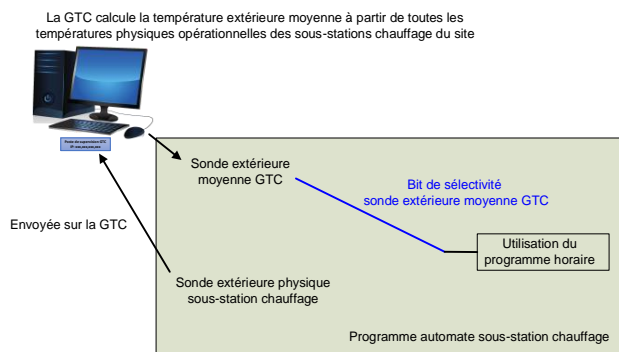 La GTC calcule la température extérieure moyenne à partir de toutes les
températures physiques opérationnelles des sous-stations chauffage du site
Sonde extérieure
moyenne GTC
Bit de sélectivité
sonde extérieure moyenne GTC
Envoyée sur la GTC
Utilisation du
programme horaire
Sonde extérieure physique
sous-station chauffage
Programme automate sous-station chauffage